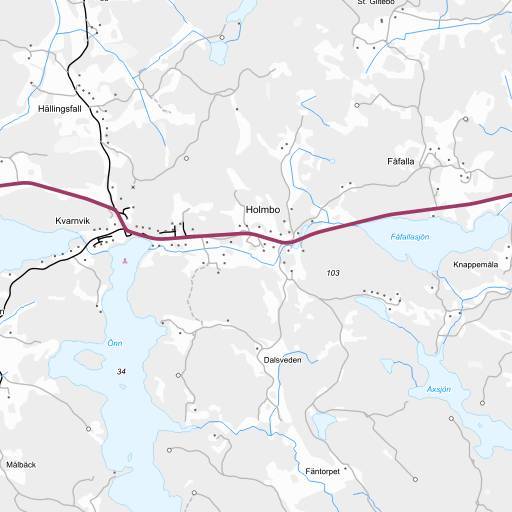 St. Gillebo
Hällingsfall
Fåfalla
Holmbo
Kvarnvik
Fåfallasjön
Knappemåla
103
Önn
Dalsveden
34
Axsjön
Målbäck
Fäntorpet